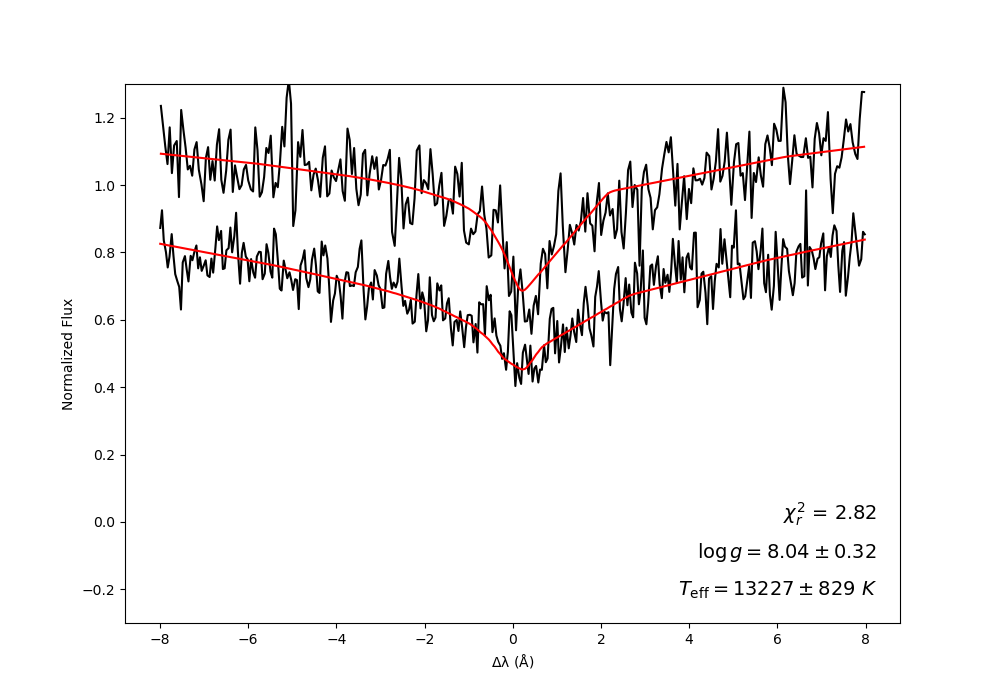 1.2
1.0
0.8
0.6
0.4
0.2
0.0
−0.2
Normalized Flux
χ²ᵣ = 2.82
log g = 8.04 ± 0.32
T_eff = 13227 ± 829 K
−8 −6 −4 −2 0 2 4 6 8
Δλ (Å)